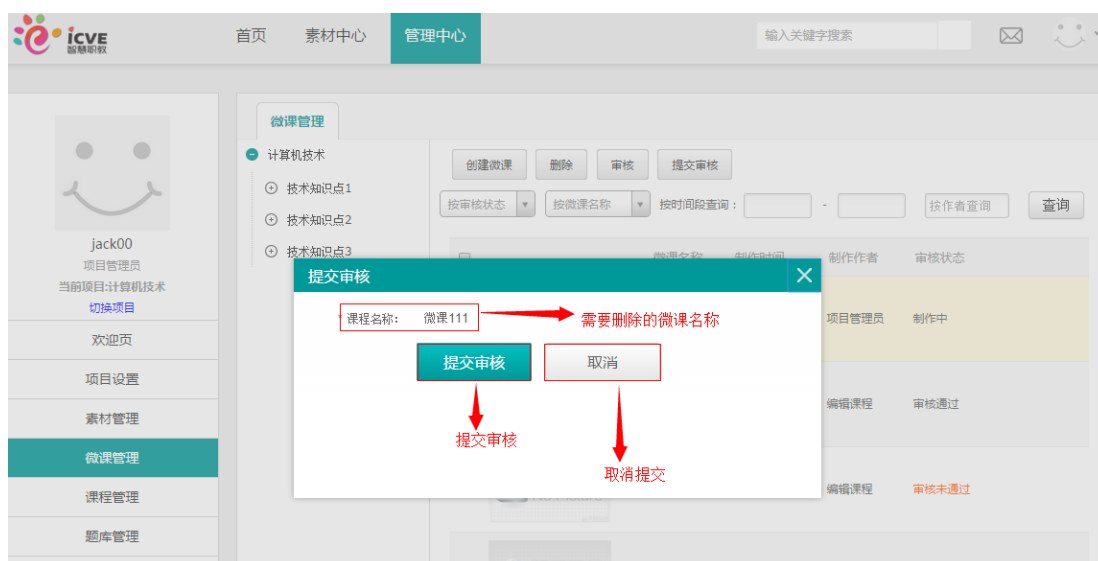 icve
智慧职教
首页 素材中心 管理中心
输入关键字搜索
微课管理
计算机技术
技术知识点1
技术知识点2
技术知识点3
创建微课 删除 审核 提交审核
按审核状态 按微课名称 按时间段查询： - 按作者查询 查询
微课名称 制作时间 制作作者 审核状态
jack00
项目管理员
当前项目:计算机技术
切换项目
欢迎页
项目设置
素材管理
微课管理
课程管理
题库管理
提交审核
* 课程名称： 微课111
需要删除的微课名称
提交审核 取消
提交审核
取消提交
项目管理员 制作中
编辑课程 审核通过
编辑课程 审核未通过